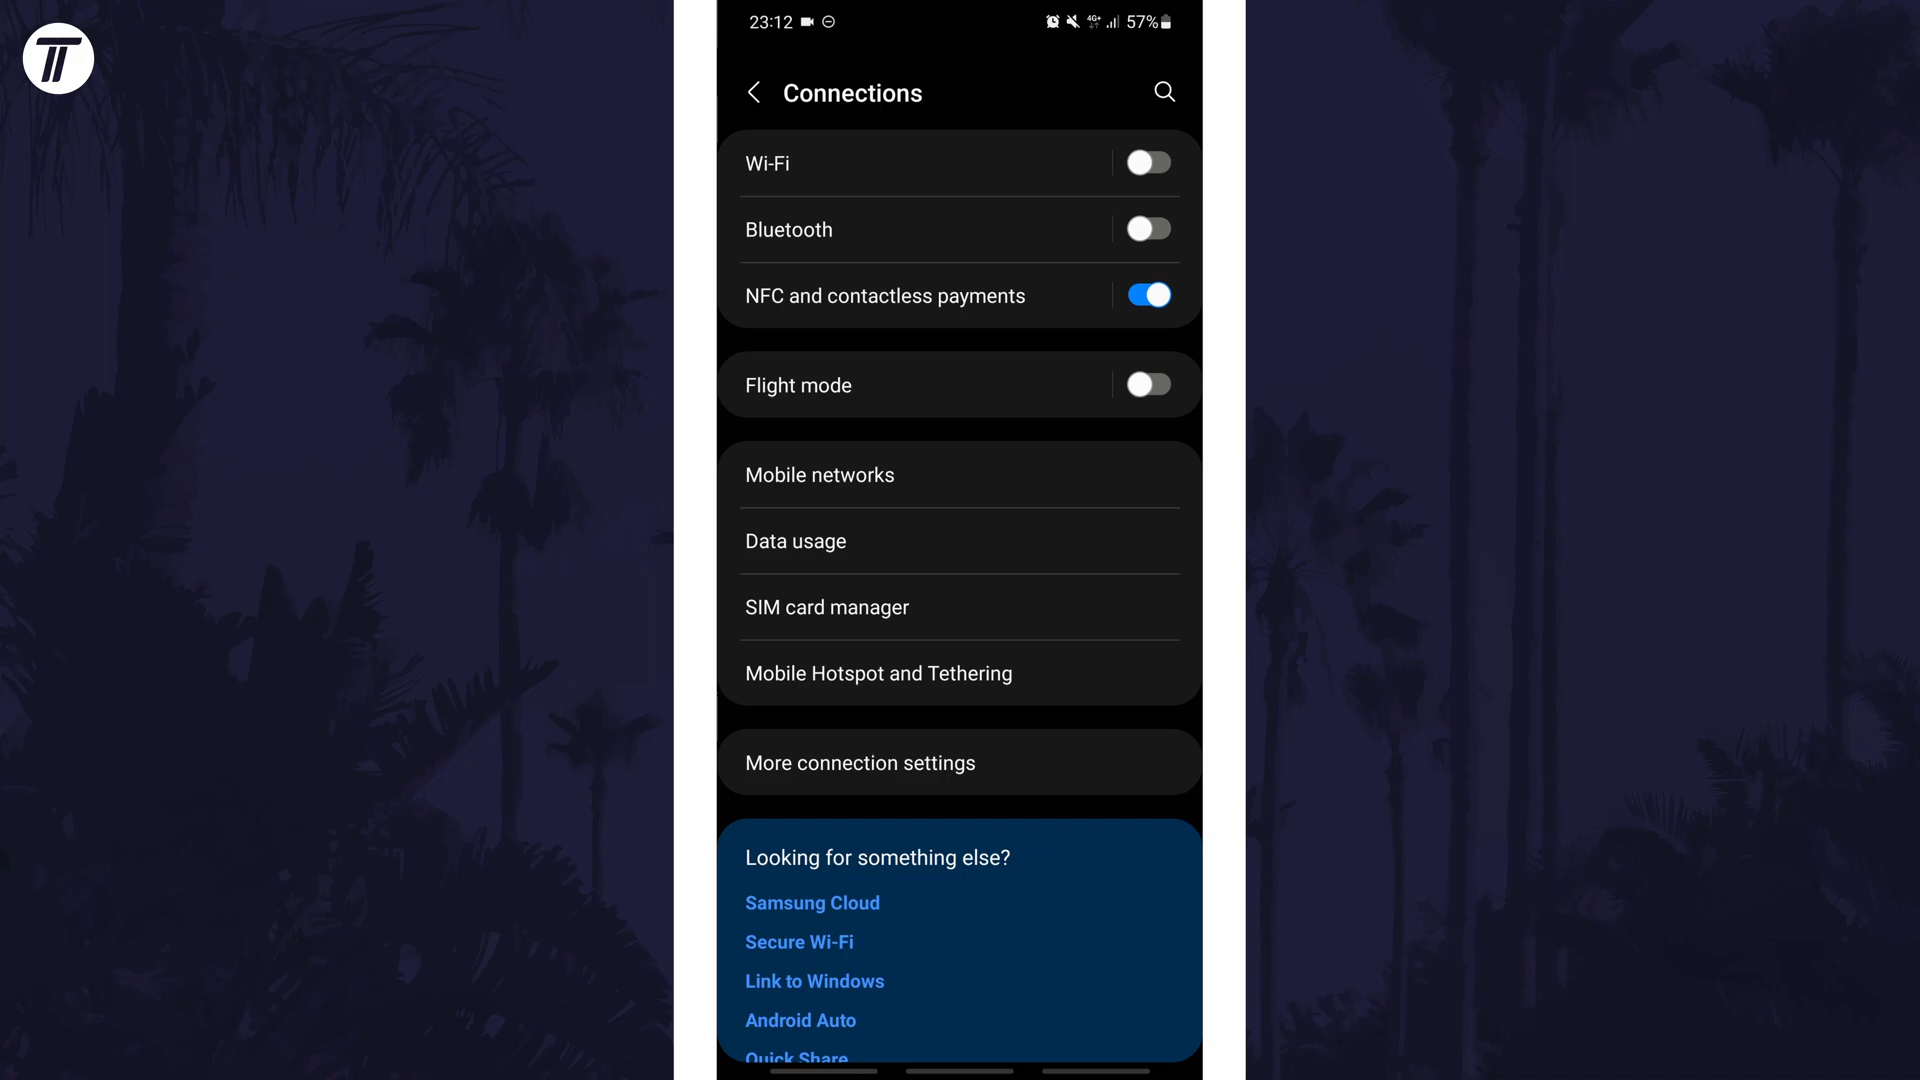 23:12
4G+ 57%
Connections
Wi-Fi
Bluetooth
NFC and contactless payments
Flight mode
Mobile networks
Data usage
SIM card manager
Mobile Hotspot and Tethering
More connection settings
Looking for something else?
Samsung Cloud
Secure Wi-Fi
Link to Windows
Android Auto
Quick Share